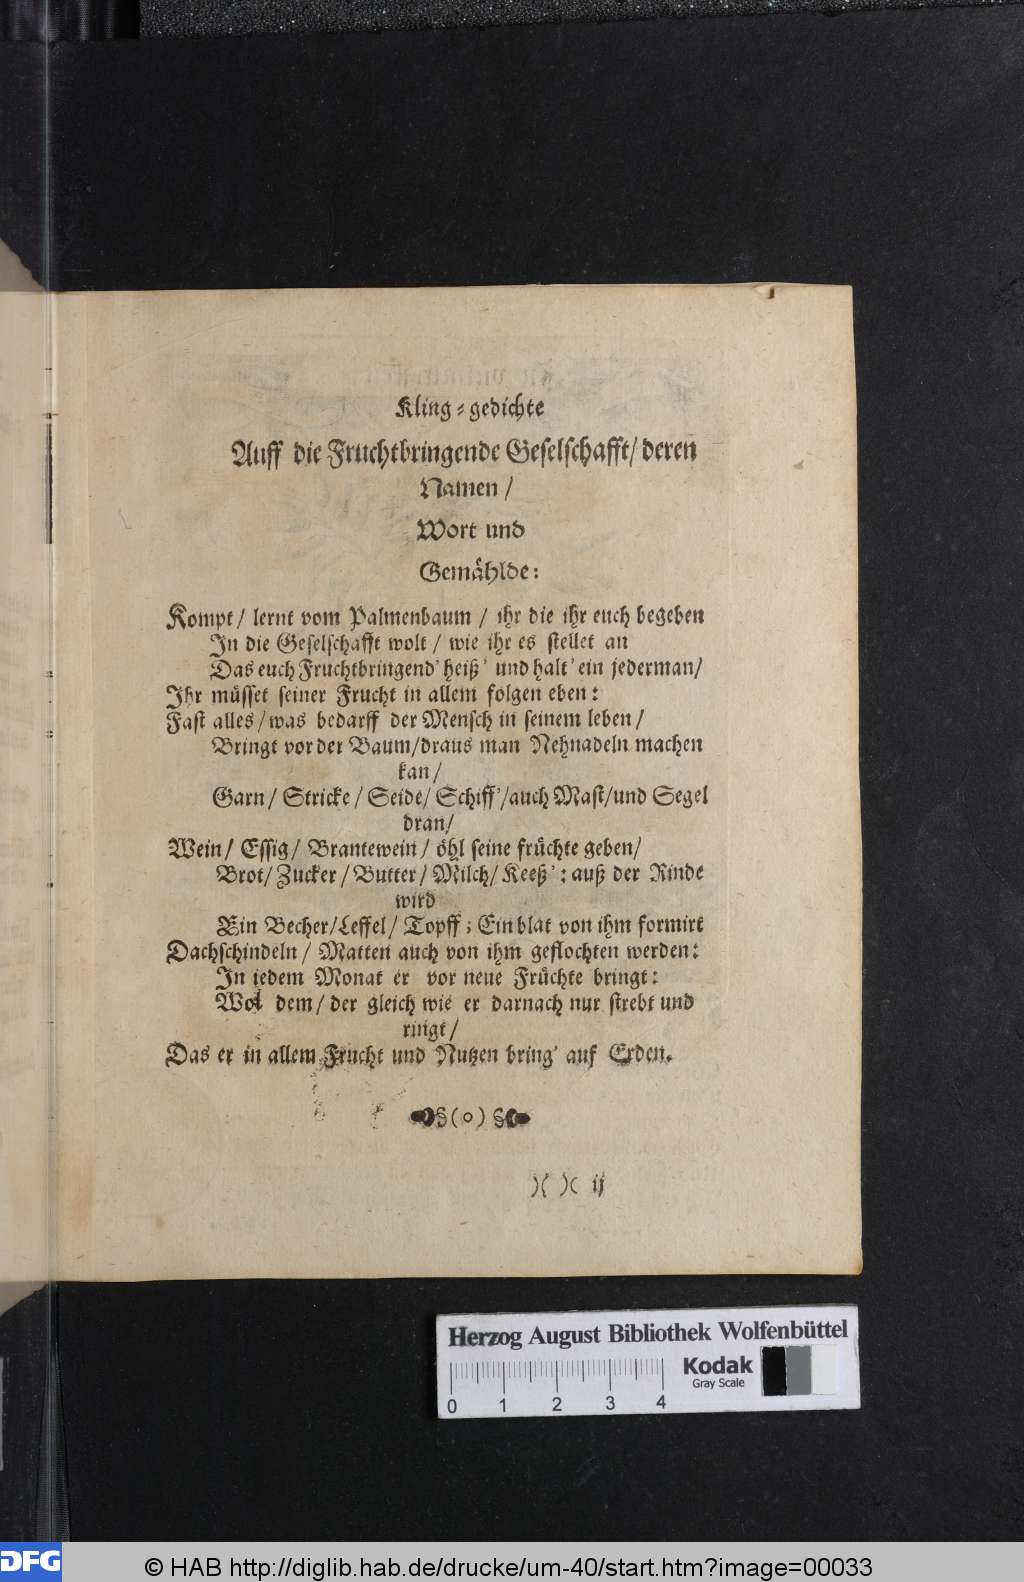 Kling-gedichte
Auff die Fruchtbringende Geselschafft/ deren
Namen/
Wort und
Gemählde:
Kompt/ lernt vom Palmenbaum/ ihr die ihr euch begeben
In die Geselschafft wolt/ wie ihr es stellet an
Das euch Fruchtbringend' heiß' und halt' ein jederman/
Ihr müsset seiner Frucht in allem folgen eben:
Fast alles/ was bedarff der Mensch in seinem leben/
Bringt vor der Baum/ draus man Nehnadeln machen
kan/
Garn/ Stricke/ Seide/ Schiff'/ auch Mast/ und Segel
dran/
Wein/ Essig/ Brantewein/ öhl seine früchte geben/
Brot/ Zucker/ Butter/ Milch/ Keeß': auß der Rinde
wird
Ein Becher/ Leffel/ Topff; Ein blat von ihm formirt
Dachschindeln/ Matten auch von ihm geflochten werden:
In jedem Monat er vor neue Früchte bringt:
Wol dem/ der gleich wie er darnach nur strebt und
ringt/
Das er in allem Frucht und Nutzen bring' auf Erden.
§(o)§
)( )( ij
Herzog August Bibliothek Wolfenbüttel
Kodak
Gray Scale
0 1 2 3 4
DFG © HAB http://diglib.hab.de/drucke/um-40/start.htm?image=00033